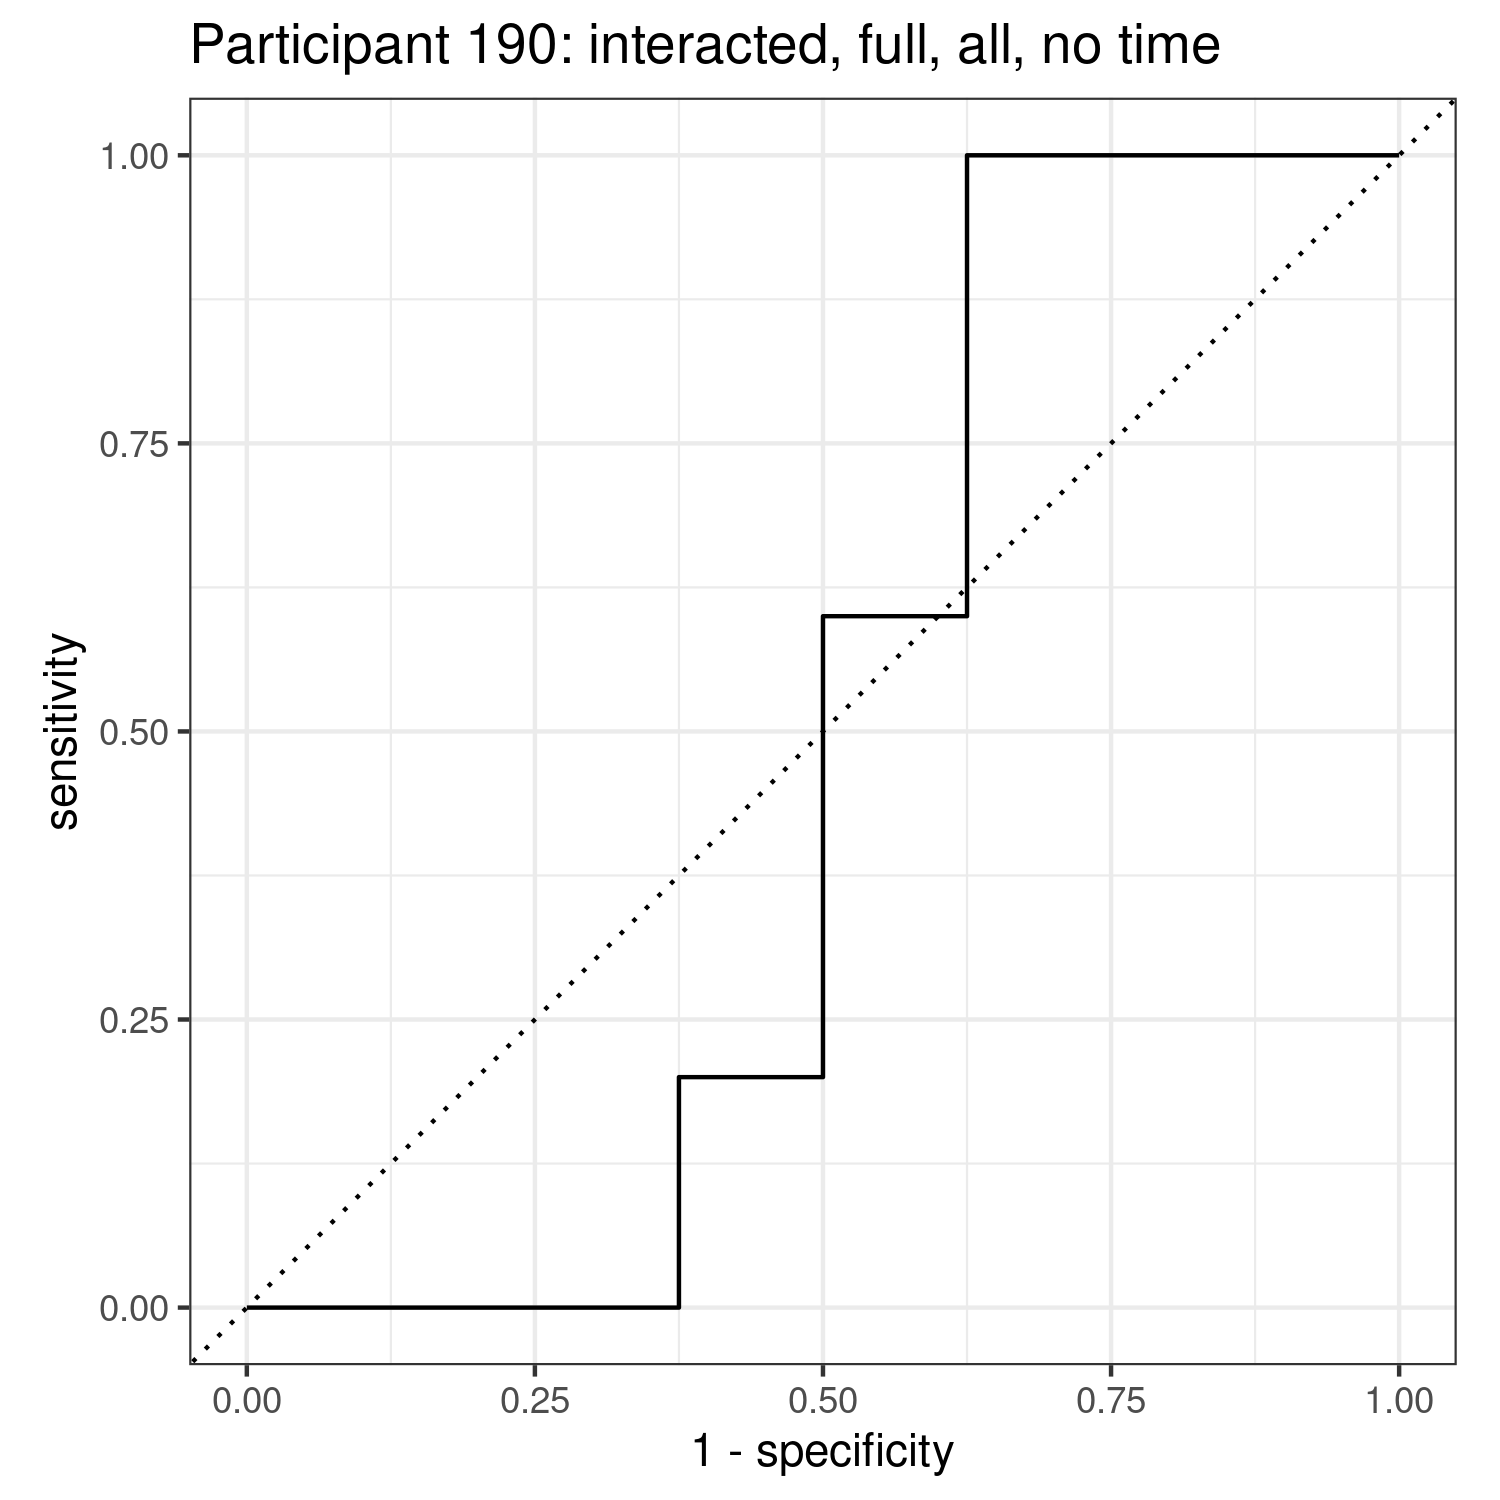 Participant 190: interacted, full, all, no time
1.00
0.75
0.50
0.25
0.00
sensitivity
0.00 0.25 0.50 0.75 1.00
1 - specificity